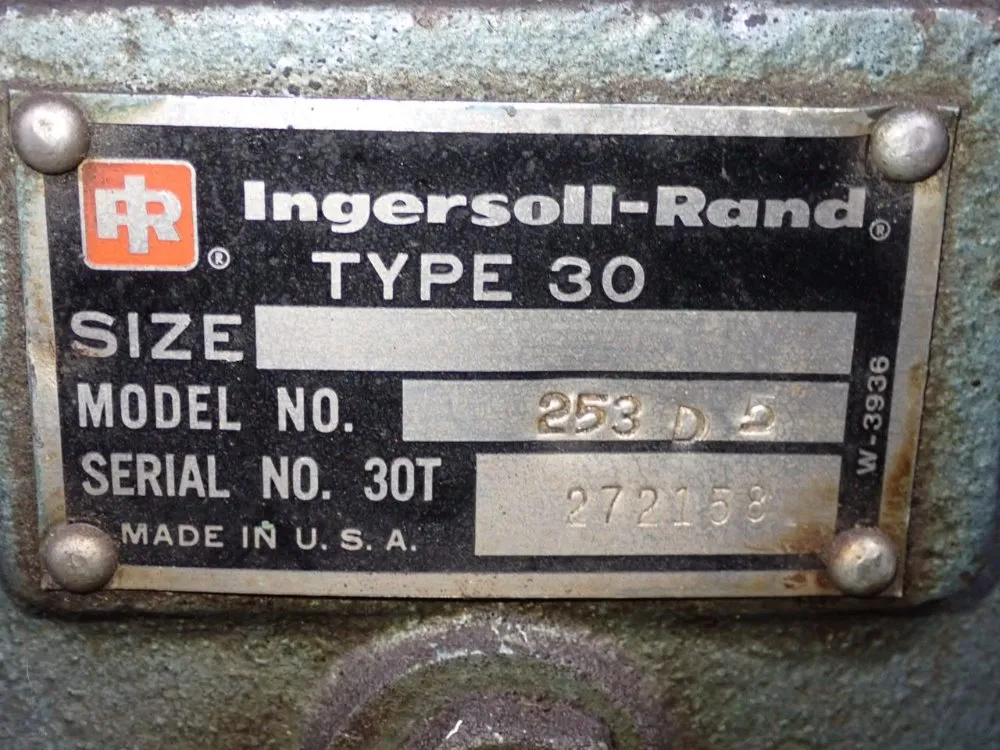 IR ® Ingersoll-Rand®
TYPE 30
SIZE
MODEL NO. 253 D 5
SERIAL NO. 30T 272158
MADE IN U. S. A.
W-3936